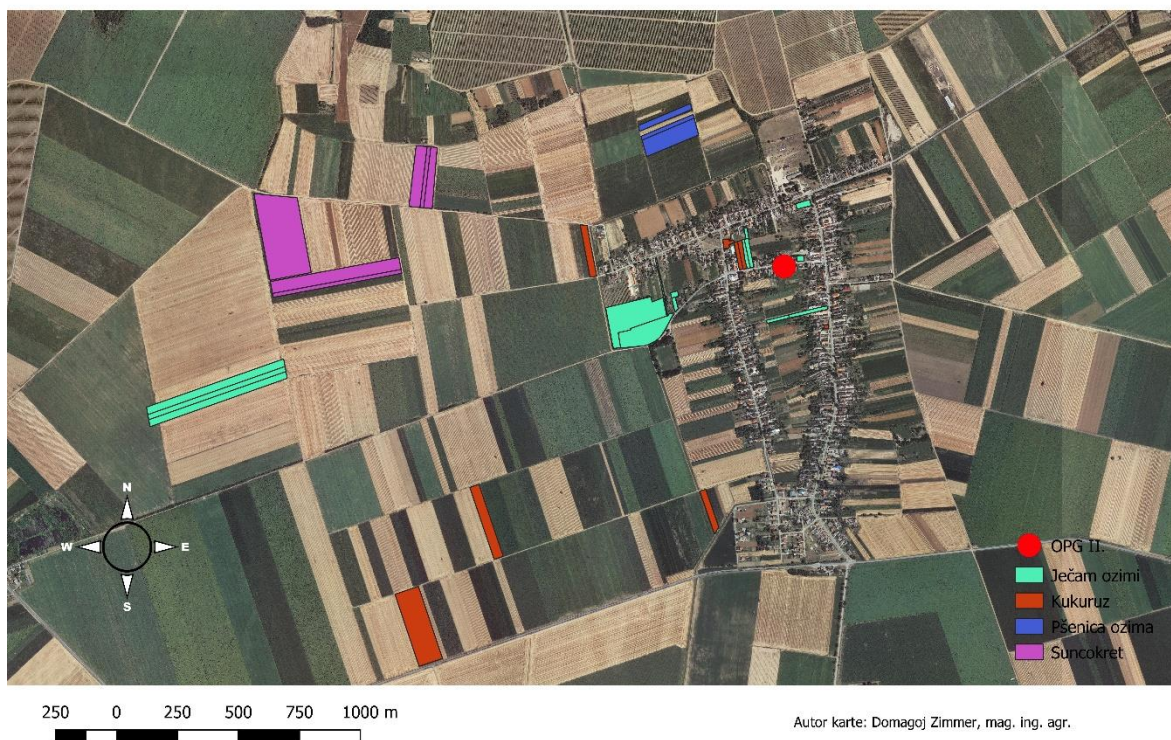 N
W E
S
OPG II.
Ječam ozimi
Kukuruz
Pšenica ozima
Suncokret
250 0 250 500 750 1000 m
Autor karte: Domagoj Zimmer, mag. ing. agr.